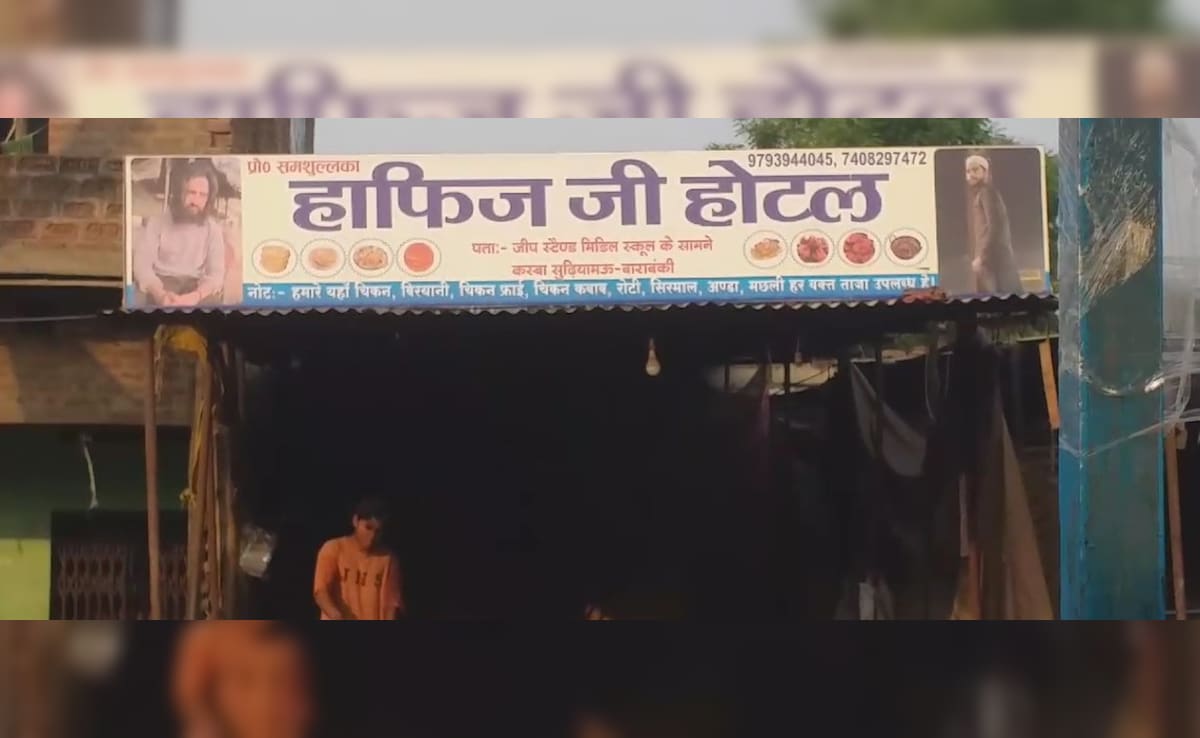 प्रो० समशुल्लका
9793944045, 7408297472
हाफिज जी होटल
पताः- जीप स्टैण्ड मिडिल स्कूल के सामने
कस्बा सुढ़ियामऊ-बाराबंकी
नोटः- हमारे यहाँ चिकन, बिरयानी, चिकन फ्राई, चिकन कबाब, रोटी, सिरमाल, अण्डा, मछली हर वक्त ताजा उपलब्ध है।